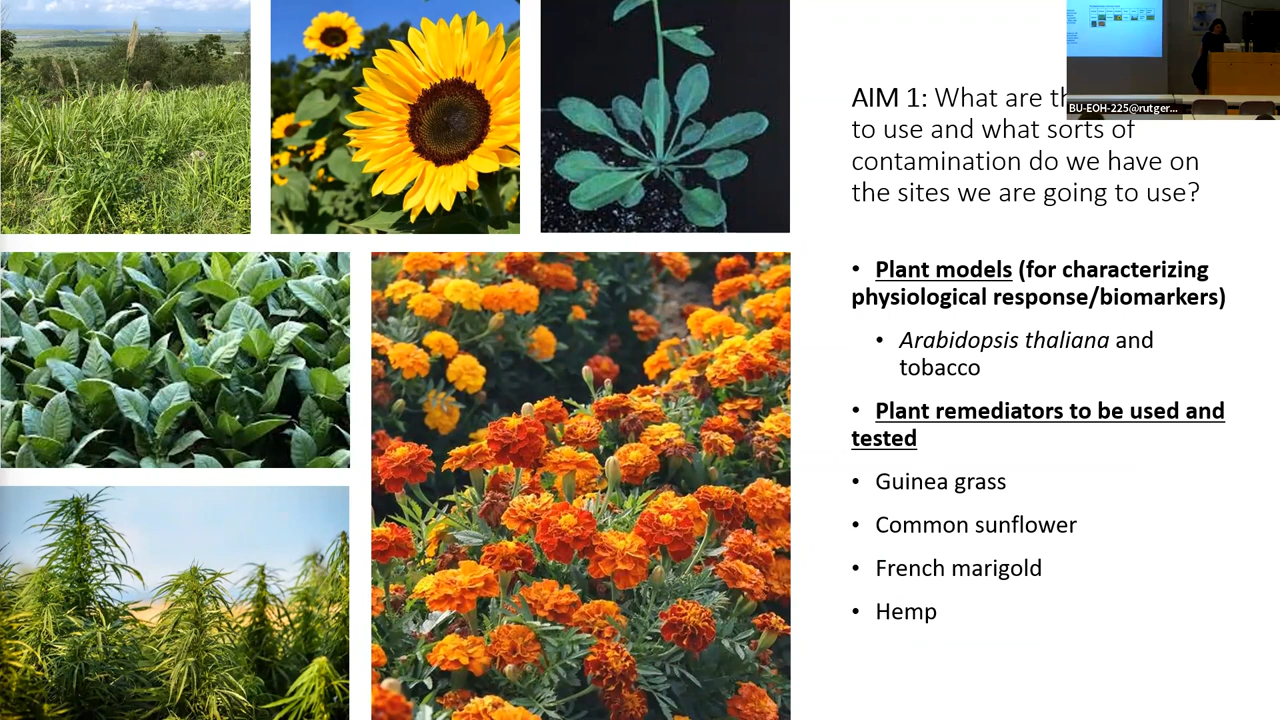 AIM 1: What are th
to use and what sorts of
contamination do we have on
the sites we are going to use?
BU-EOH-225@rutger...
• Plant models (for characterizing
physiological response/biomarkers)
• Arabidopsis thaliana and
tobacco
• Plant remediators to be used and
tested
• Guinea grass
• Common sunflower
• French marigold
• Hemp